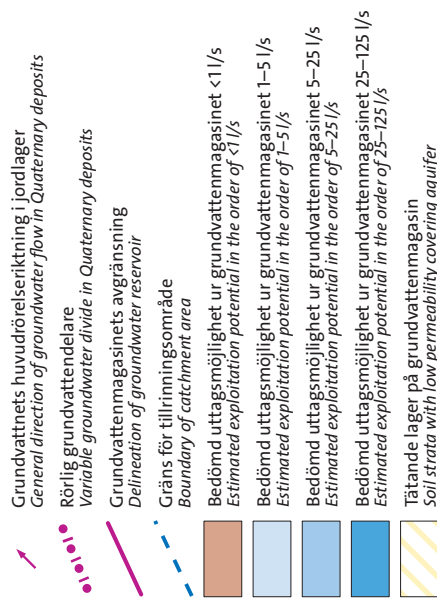 Grundvattnets huvudrörelseriktning i jordlager
General direction of groundwater flow in Quaternary deposits
Rörlig grundvattendelare
Variable groundwater divide in Quaternary deposits
Grundvattenmagasinets avgränsning
Delineation of groundwater reservoir
Gräns för tillrinningsområde
Boundary of catchment area
Bedömd uttagsmöjlighet ur grundvattenmagasinet <1 l/s
Estimated exploitation potential in the order of <1 l/s
Bedömd uttagsmöjlighet ur grundvattenmagasinet 1–5 l/s
Estimated exploitation potential in the order of 1–5 l/s
Bedömd uttagsmöjlighet ur grundvattenmagasinet 5–25 l/s
Estimated exploitation potential in the order of 5–25 l/s
Bedömd uttagsmöjlighet ur grundvattenmagasinet 25–125 l/s
Estimated exploitation potential in the order of 25–125 l/s
Tätande lager på grundvattenmagasin
Soil strata with low permeability covering aquifer